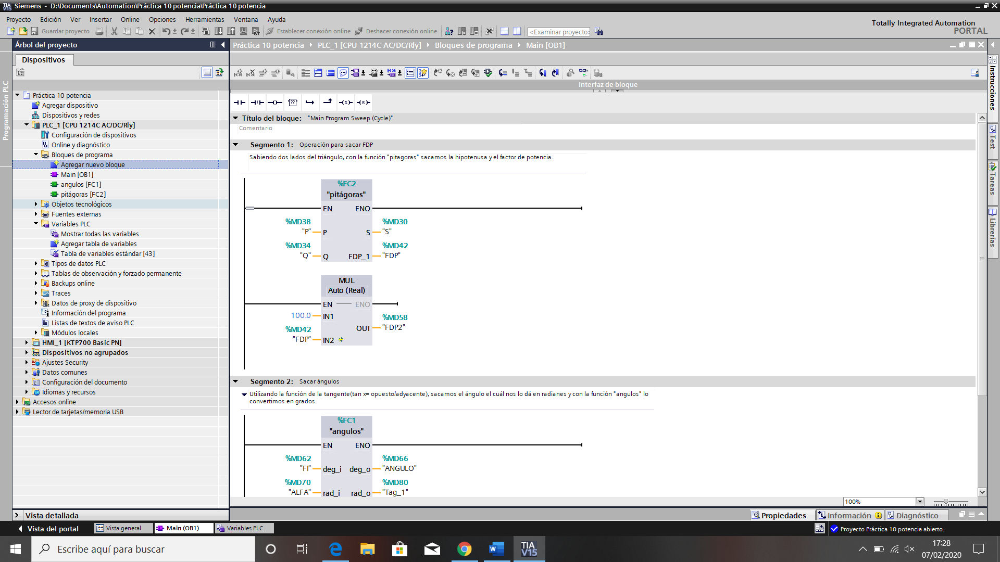 Siemens - D:\Documents\Automation\Práctica 10 potencia\Práctica 10 potencia
Proyecto Edición Ver Insertar Online Opciones Herramientas Ventana Ayuda
Guardar proyecto Establecer conexión online Deshacer conexión online <Examinar proyecto>
Totally Integrated Automation
PORTAL
Árbol del proyecto
Práctica 10 potencia PLC_1 [CPU 1214C AC/DC/Rly] Bloques de programa Main [OB1]
Dispositivos
Programación PLC
Práctica 10 potencia
Agregar dispositivo
Dispositivos y redes
PLC_1 [CPU 1214C AC/DC/Rly]
Configuración de dispositivos
Online y diagnóstico
Bloques de programa
Agregar nuevo bloque
Main [OB1]
angulos [FC1]
pitágoras [FC2]
Objetos tecnológicos
Fuentes externas
Variables PLC
Mostrar todas las variables
Agregar tabla de variables
Tabla de variables estándar [43]
Tipos de datos PLC
Tablas de observación y forzado permanente
Backups online
Traces
Datos de proxy de dispositivo
Información del programa
Listas de textos de aviso PLC
Módulos locales
HMI_1 [KTP700 Basic PN]
Dispositivos no agrupados
Ajustes Security
Datos comunes
Configuración del documento
Idiomas y recursos
Accesos online
Lector de tarjetas/memoria USB
Vista detallada
Interfaz de bloque
Título del bloque: "Main Program Sweep (Cycle)"
Comentario
Segmento 1: Operación para sacar FDP
Sabiendo dos lados del triángulo, con la función "pitagoras" sacamos la hipotenusa y el factor de potencia.
%FC2
"pitágoras"
EN ENO
%MD38 %MD30
"P" P S "S"
%MD34 %MD42
"Q" Q FDP_1 "FDP"
MUL
Auto (Real)
EN ENO
100.0 IN1
%MD58
OUT "FDP2"
%MD42
"FDP" IN2
Segmento 2: Sacar ángulos
Utilizando la función de la tangente(tan x= opuesto/adyacente), sacamos el ángulo el cuál nos lo dá en radianes y con la función "angulos" lo
convertimos en grados.
%FC1
"angulos"
EN ENO
%MD62 %MD66
"FI" deg_i deg_o "ANGULO"
%MD70 %MD80
"ALFA" rad_i rad_o "Tag_1"
100%
Instrucciones
Test
Tareas
Librerías
Propiedades Información Diagnóstico
Vista del portal Vista general Main (OB1) Variables PLC
Proyecto Práctica 10 potencia abierto.
Escribe aquí para buscar
TIA
V15
17:28
07/02/2020